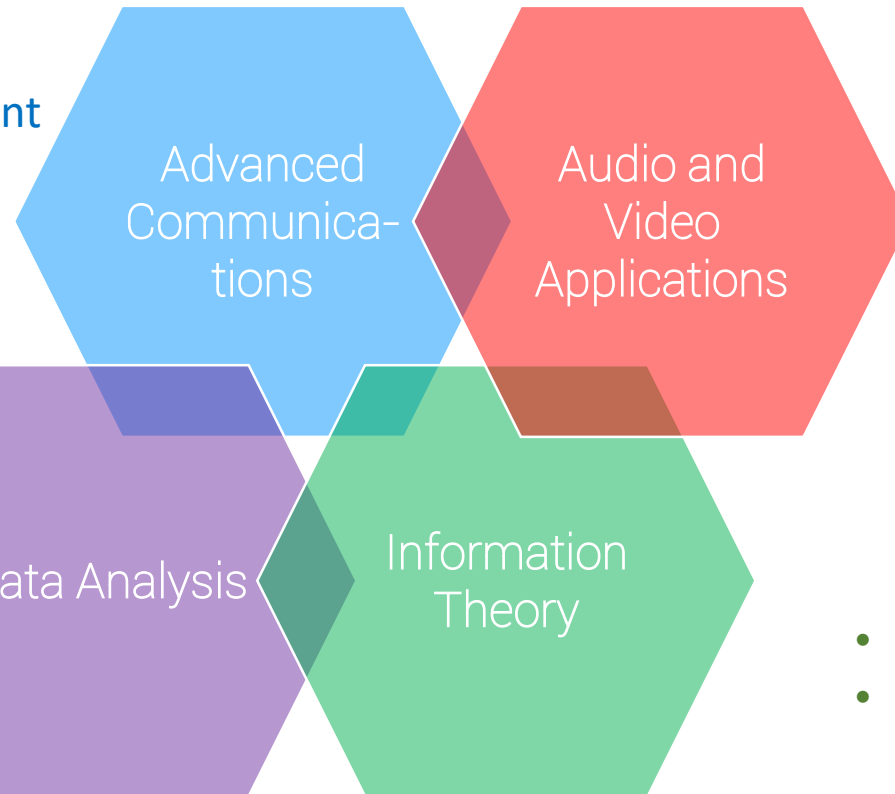 nt
Advanced
Communica-
tions
Audio and
Video
Applications
ata Analysis
Information
Theory
•
•